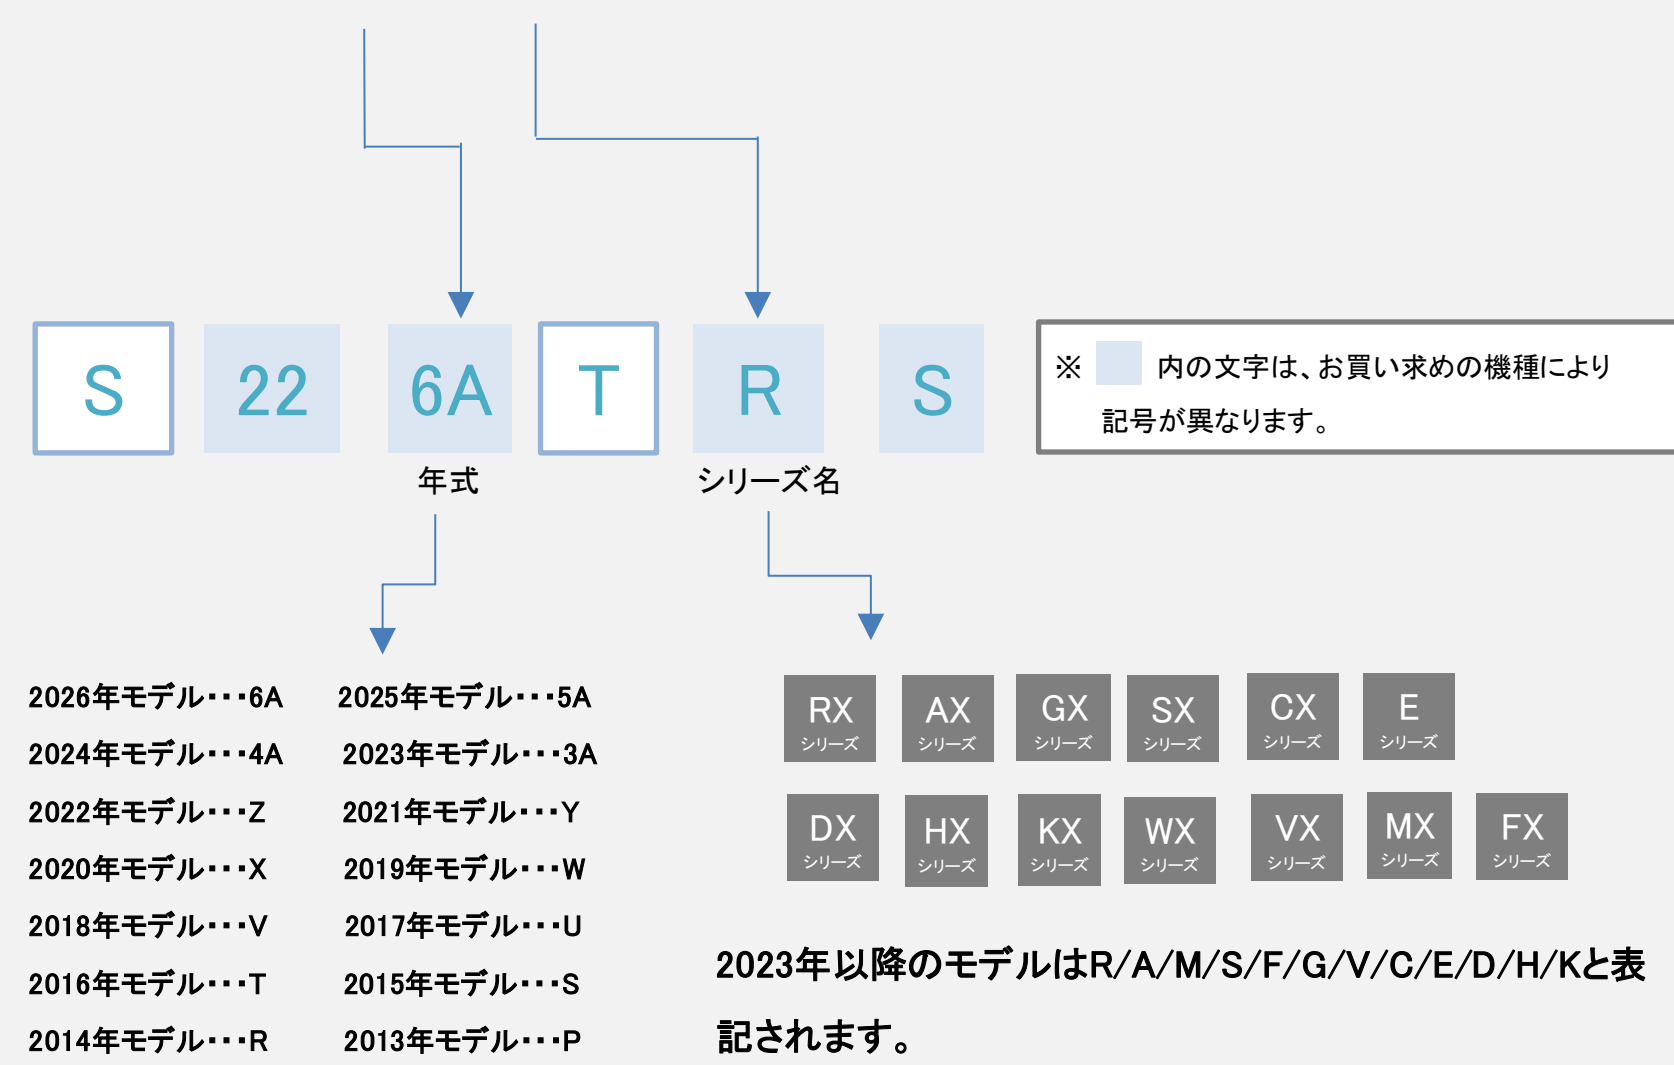 S 22 6A T R S
※ 内の文字は、お買い求めの機種により
記号が異なります。
年式
シリーズ名
2026年モデル・・・6A 2025年モデル・・・5A
2024年モデル・・・4A 2023年モデル・・・3A
2022年モデル・・・Z 2021年モデル・・・Y
2020年モデル・・・X 2019年モデル・・・W
2018年モデル・・・V 2017年モデル・・・U
2016年モデル・・・T 2015年モデル・・・S
2014年モデル・・・R 2013年モデル・・・P
RX AX GX SX CX E
シリーズ シリーズ シリーズ シリーズ シリーズ シリーズ
DX HX KX WX VX MX FX
シリーズ シリーズ シリーズ シリーズ シリーズ シリーズ シリーズ
2023年以降のモデルはR/A/M/S/F/G/V/C/E/D/H/Kと表
記されます。